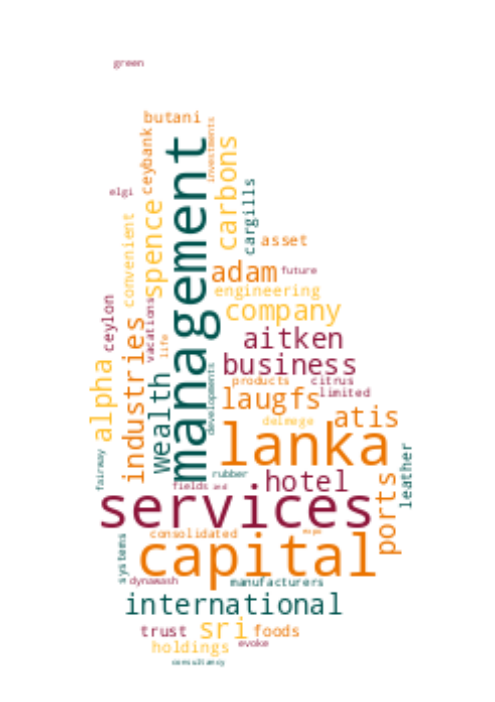 green
butani
ceybank
investments
management
carbons
elgi
cargills
spence
convenient
asset
adam
future
engineering
ceylon
vacations
company
life
aitken
industries
business
alpha
wealth
developments
products
citrus
laugfs
limited
atis
delmege
lanka
fairway
rubber
hotel
leather
fields
services
ports
consolidated
capital
systems
dynawash
manufacturers
international
trust
sri
foods
holdings
evoke
consultancy